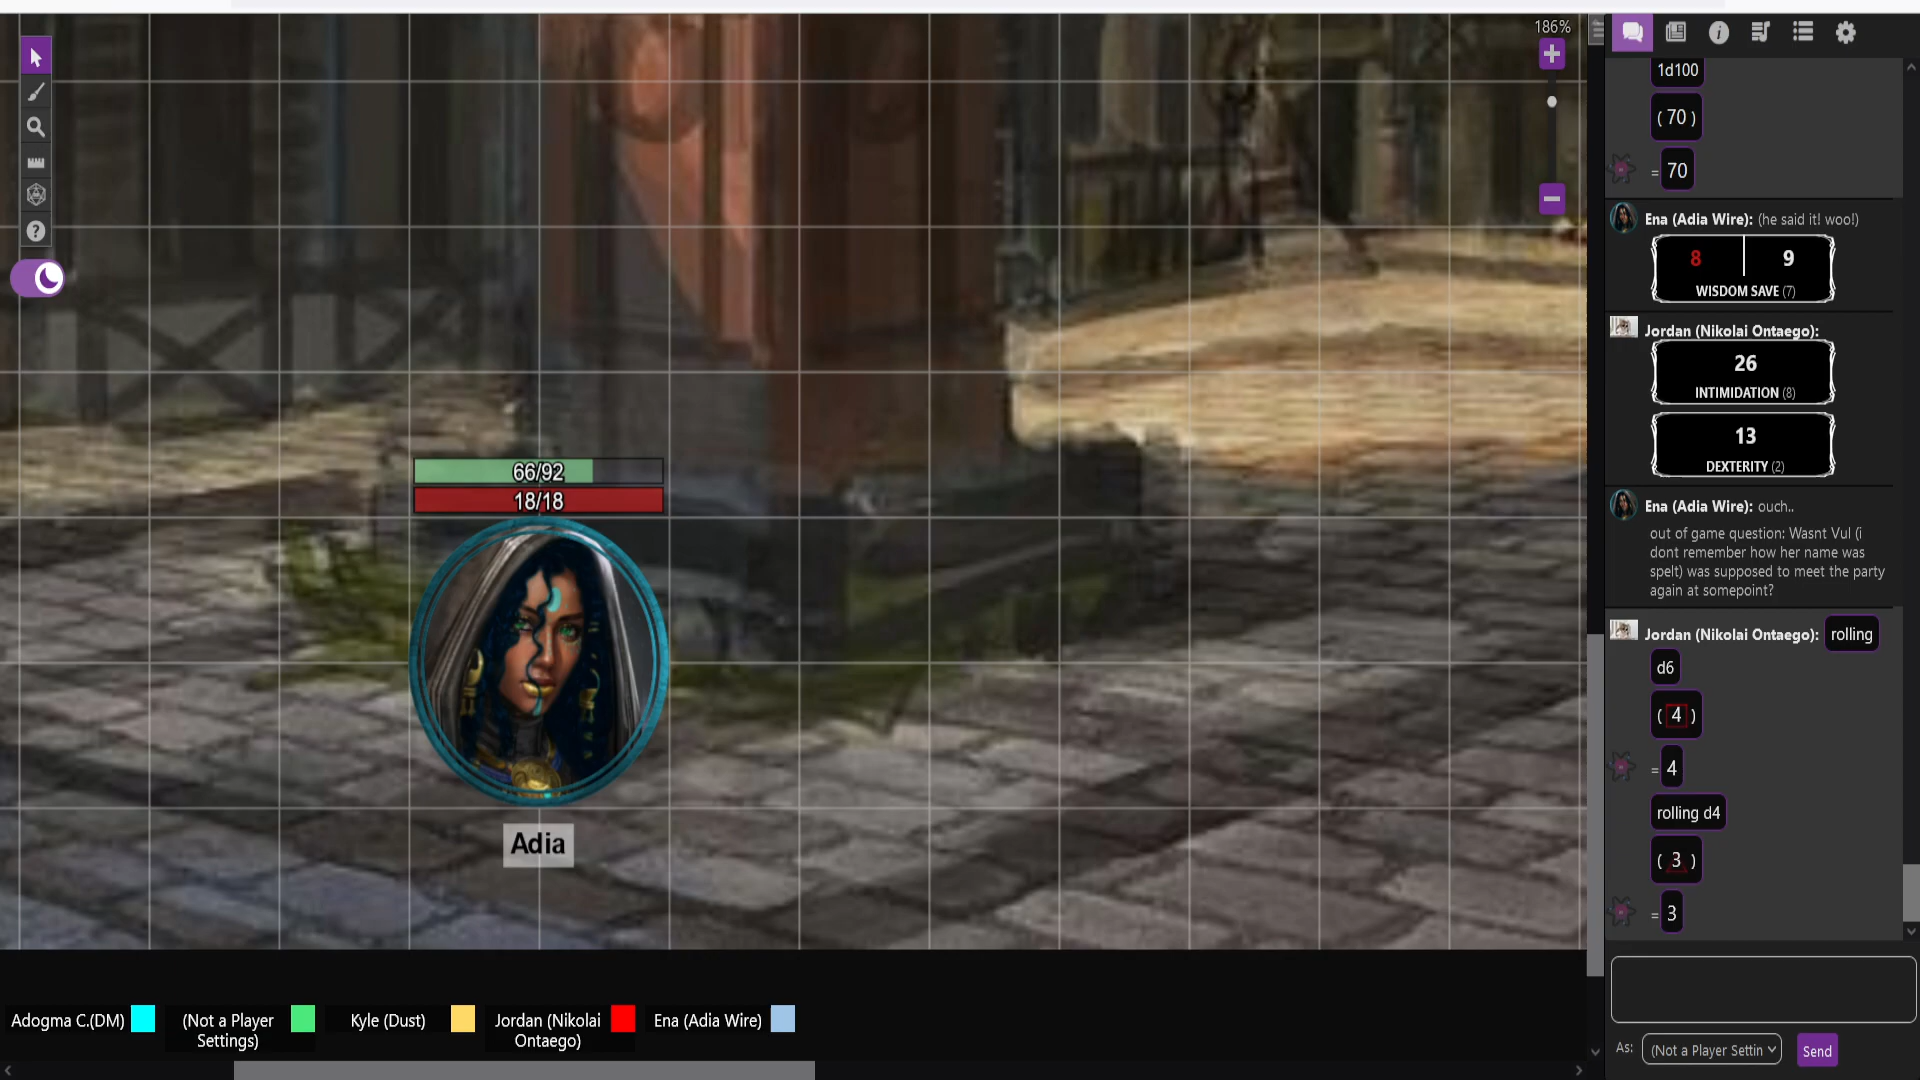 186%
66/92
18/18
Adia
Adogma C.(DM)
(Not a Player
Settings)
Kyle (Dust)
Jordan (Nikolai
Ontaego)
Ena (Adia Wire)
1d100
( 70 )
= 70
Ena (Adia Wire): (he said it! woo!)
8 9
WISDOM SAVE (7)
Jordan (Nikolai Ontaego):
26
INTIMIDATION (8)
13
DEXTERITY (2)
Ena (Adia Wire): ouch..
out of game question: Wasnt Vul (i
dont remember how her name was
spelt) was supposed to meet the party
again at somepoint?
Jordan (Nikolai Ontaego): rolling
d6
( 4 )
= 4
rolling d4
( 3 )
= 3
As: (Not a Player Settin
Send